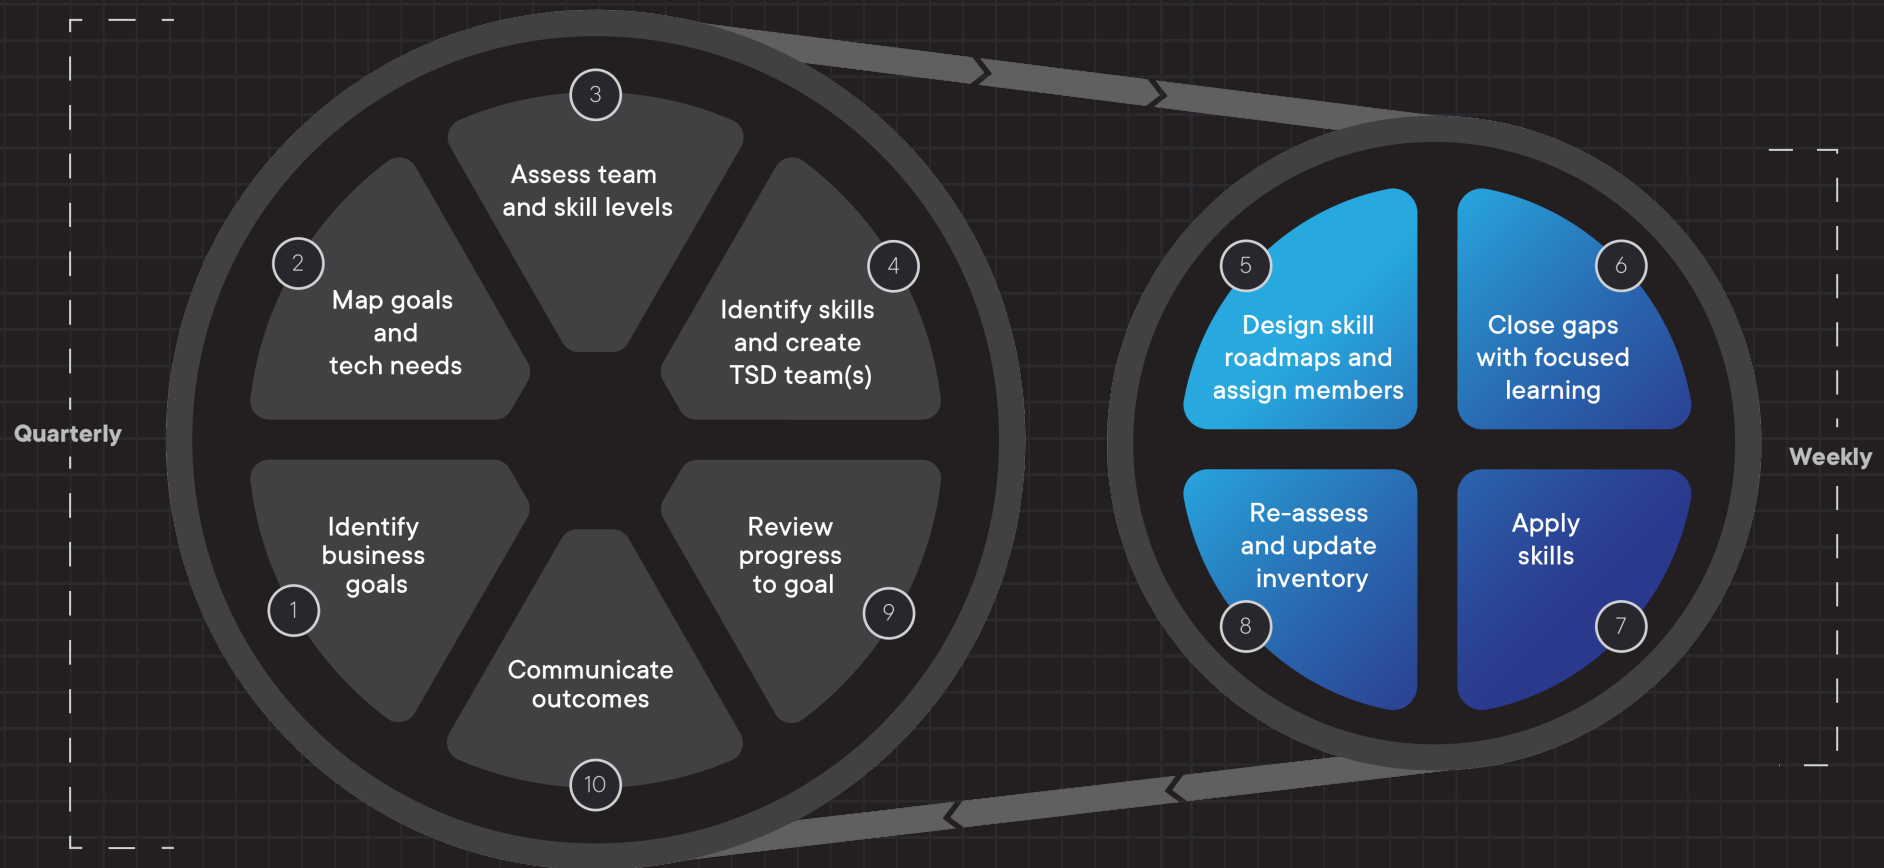 Quarterly
1
Identify
business
goals
2
Map goals
and
tech needs
3
Assess team
and skill levels
4
Identify skills
and create
TSD team(s)
5
Design skill
roadmaps and
assign members
6
Close gaps
with focused
learning
7
Apply
skills
8
Re-assess
and update
inventory
9
Review
progress
to goal
10
Communicate
outcomes
Weekly